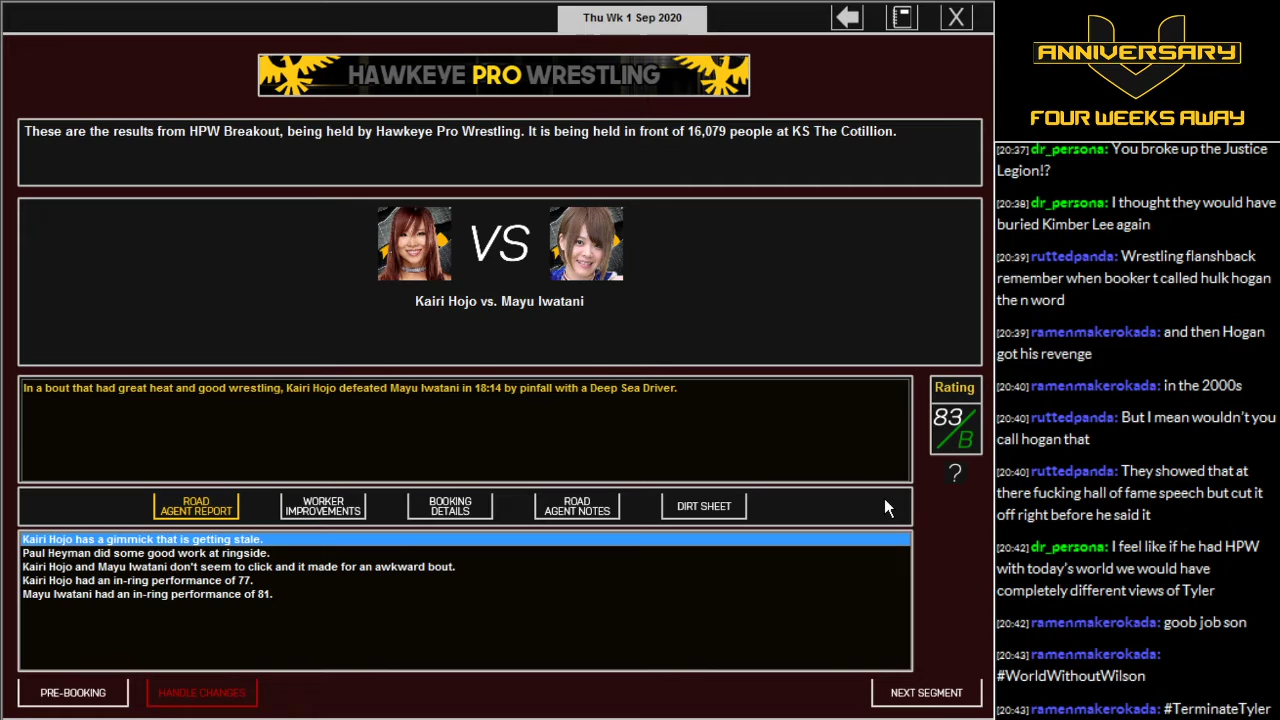 Thu Wk 1 Sep 2020
HAWKEYE PRO WRESTLING
These are the results from HPW Breakout, being held by Hawkeye Pro Wrestling. It is being held in front of 16,079 people at KS The Cotillion.
VS
Kairi Hojo vs. Mayu Iwatani
In a bout that had great heat and good wrestling, Kairi Hojo defeated Mayu Iwatani in 18:14 by pinfall with a Deep Sea Driver.
Rating
83/B
?
ROAD
AGENT REPORT
WORKER
IMPROVEMENTS
BOOKING
DETAILS
ROAD
AGENT NOTES
DIRT SHEET
Kairi Hojo has a gimmick that is getting stale.
Paul Heyman did some good work at ringside.
Kairi Hojo and Mayu Iwatani don't seem to click and it made for an awkward bout.
Kairi Hojo had an in-ring performance of 77.
Mayu Iwatani had an in-ring performance of 81.
PRE-BOOKING
HANDLE CHANGES
NEXT SEGMENT
ANNIVERSARY
FOUR WEEKS AWAY
[20:37] dr_persona: You broke up the Justice
Legion!?
[20:38] dr_persona: I thought they would have
buried Kimber Lee again
[20:39] ruttedpanda: Wrestling flanshback
remember when booker t called hulk hogan
the n word
[20:39] ramenmakerokada: and then Hogan
got his revenge
[20:40] ramenmakerokada: in the 2000s
[20:40] ruttedpanda: But I mean wouldn't you
call hogan that
[20:40] ruttedpanda: They showed that at
there fucking hall of fame speech but cut it
off right before he said it
[20:42] dr_persona: I feel like if he had HPW
with today's world we would have
completely different views of Tyler
[20:42] ramenmakerokada: goob job son
[20:43] ramenmakerokada:
#WorldWithoutWilson
[20:43] ramenmakerokada: #TerminateTyler